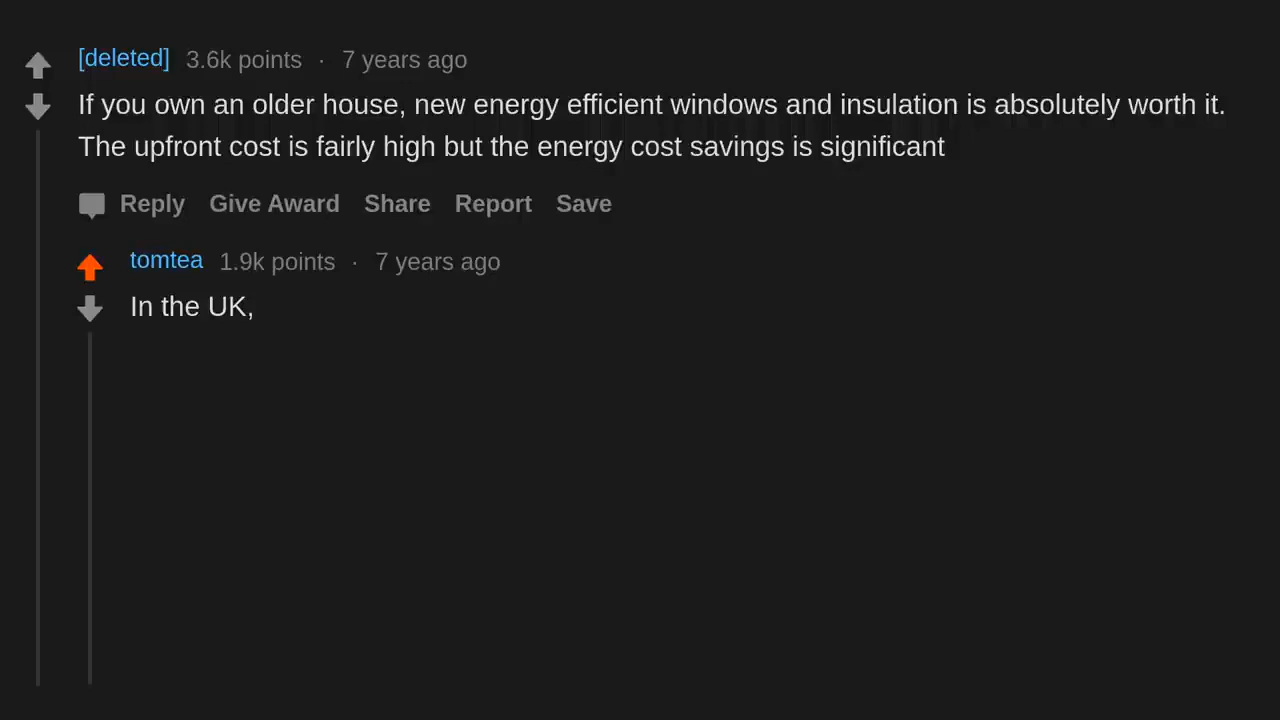 [deleted] 3.6k points · 7 years ago
If you own an older house, new energy efficient windows and insulation is absolutely worth it.
The upfront cost is fairly high but the energy cost savings is significant
Reply Give Award Share Report Save
tomtea 1.9k points · 7 years ago
In the UK,